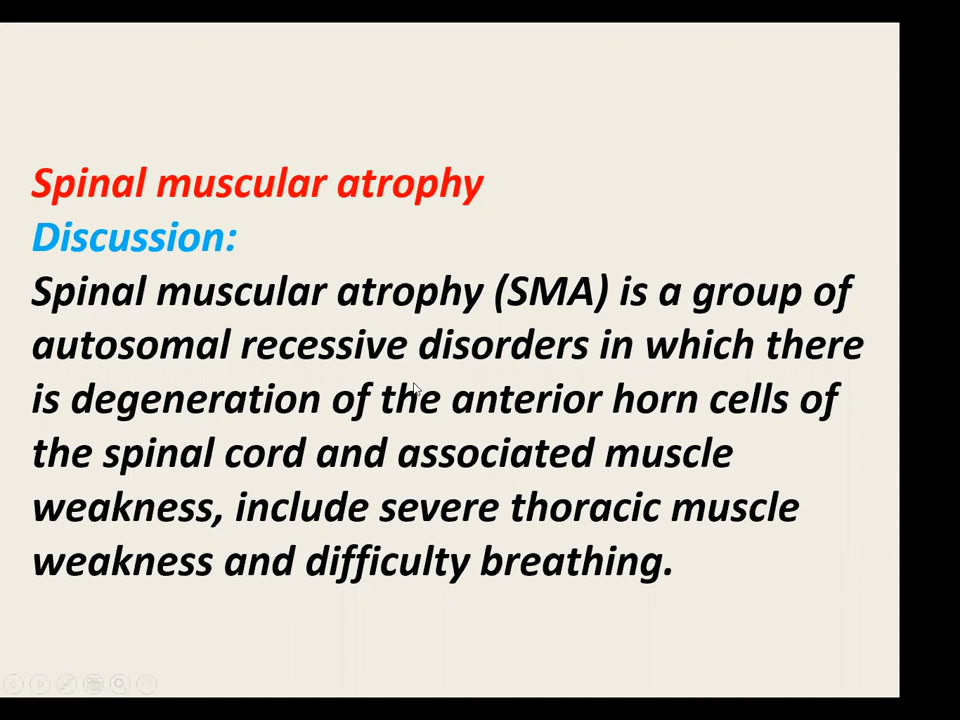 Spinal muscular atrophy
Discussion:
Spinal muscular atrophy (SMA) is a group of
autosomal recessive disorders in which there
is degeneration of the anterior horn cells of
the spinal cord and associated muscle
weakness, include severe thoracic muscle
weakness and difficulty breathing.